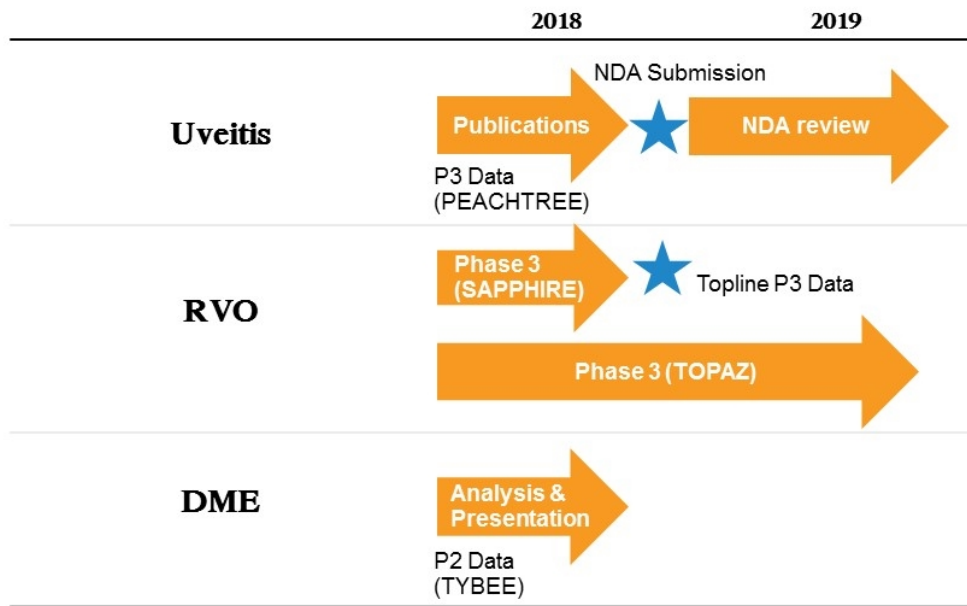 2018 2019
NDA Submission
Uveitis
Publications
NDA review
P3 Data
(PEACHTREE)
RVO
Phase 3
(SAPPHIRE)
Topline P3 Data
Phase 3 (TOPAZ)
DME
Analysis &
Presentation
P2 Data
(TYBEE)